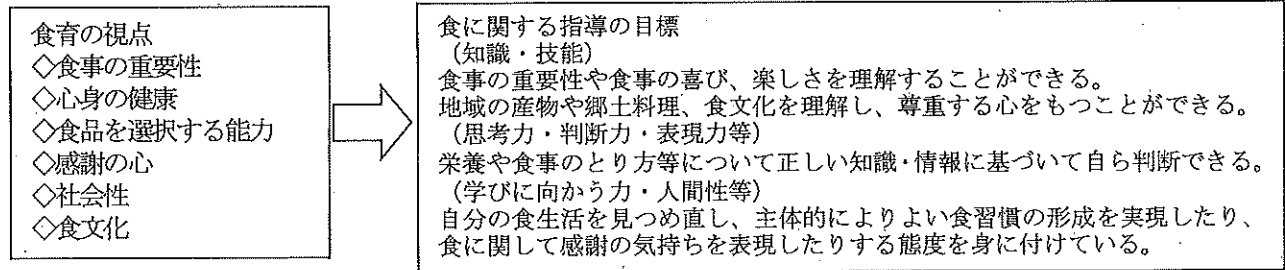 食育の視点
◇食事の重要性
◇心身の健康
◇食品を選択する能力
◇感謝の心
◇社会性
◇食文化
食に関する指導の目標
(知識・技能)
食事の重要性や食事の喜び、楽しさを理解することができる。
地域の産物や郷土料理、食文化を理解し、尊重する心をもつことができる。
(思考力・判断力・表現力等)
栄養や食事のとり方等について正しい知識・情報に基づいて自ら判断できる。
(学びに向かう力・人間性等)
自分の食生活を見つめ直し、主体的によりよい食習慣の形成を実現したり、
食に関して感謝の気持ちを表現したりする態度を身に付けている。